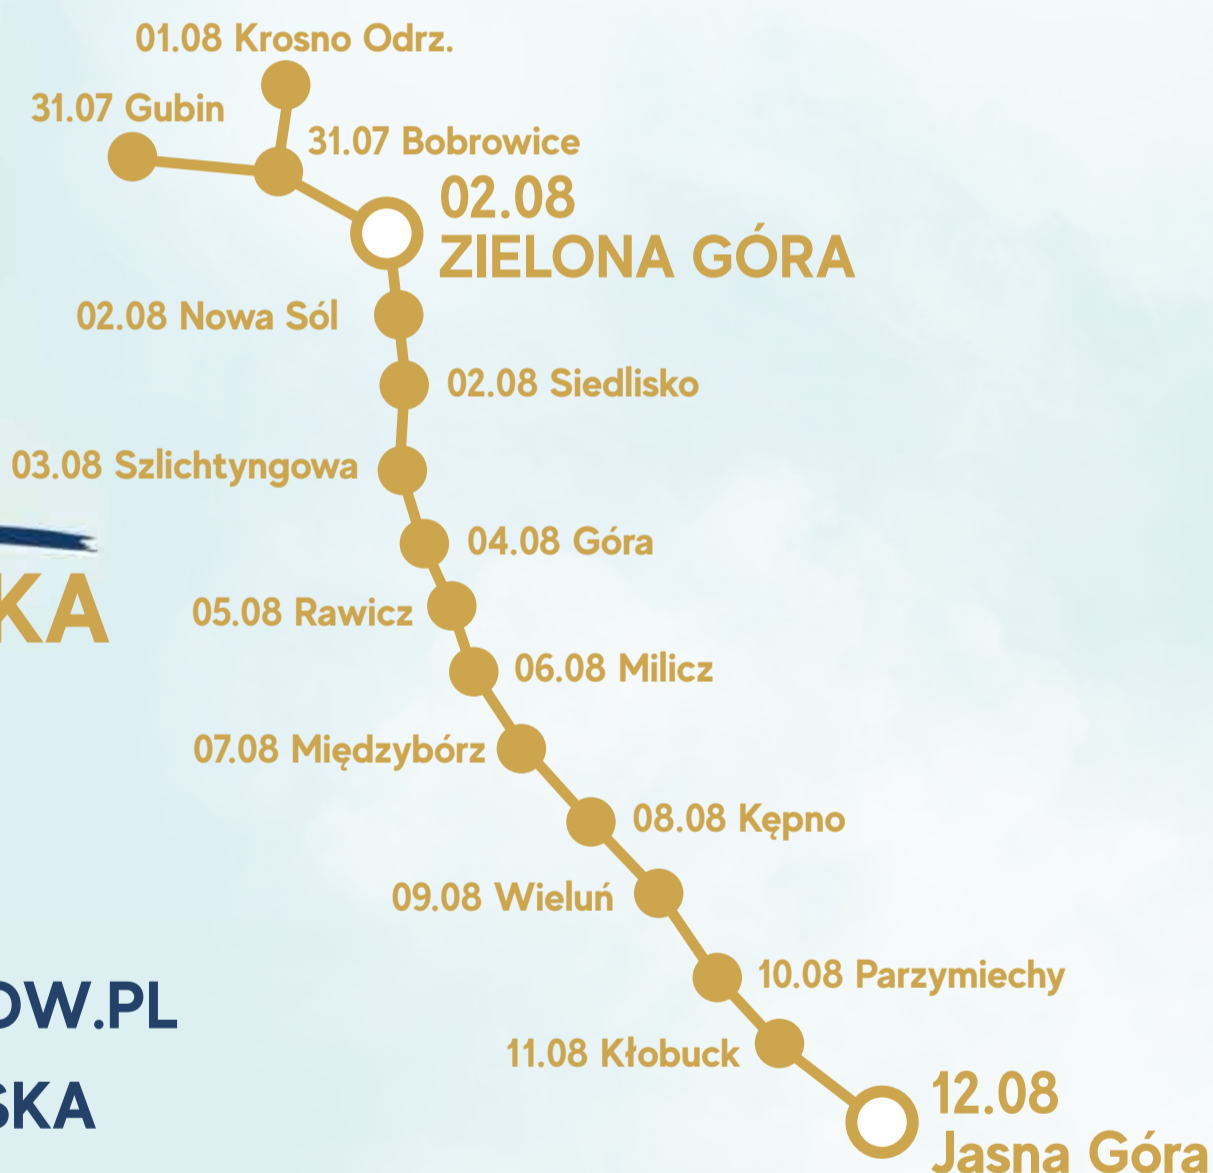 01.08 Krosno Odrz.
31.07 Gubin
31.07 Bobrowice
02.08
ZIELONA GÓRA
02.08 Nowa Sól
02.08 Siedlisko
03.08 Szlichtyngowa
04.08 Góra
KA
05.08 Rawicz
06.08 Milicz
07.08 Międzybórz
08.08 Kępno
09.08 Wieluń
10.08 Parzymiechy
OW.PL
11.08 Kłobuck
SKA
12.08
Jasna Góra